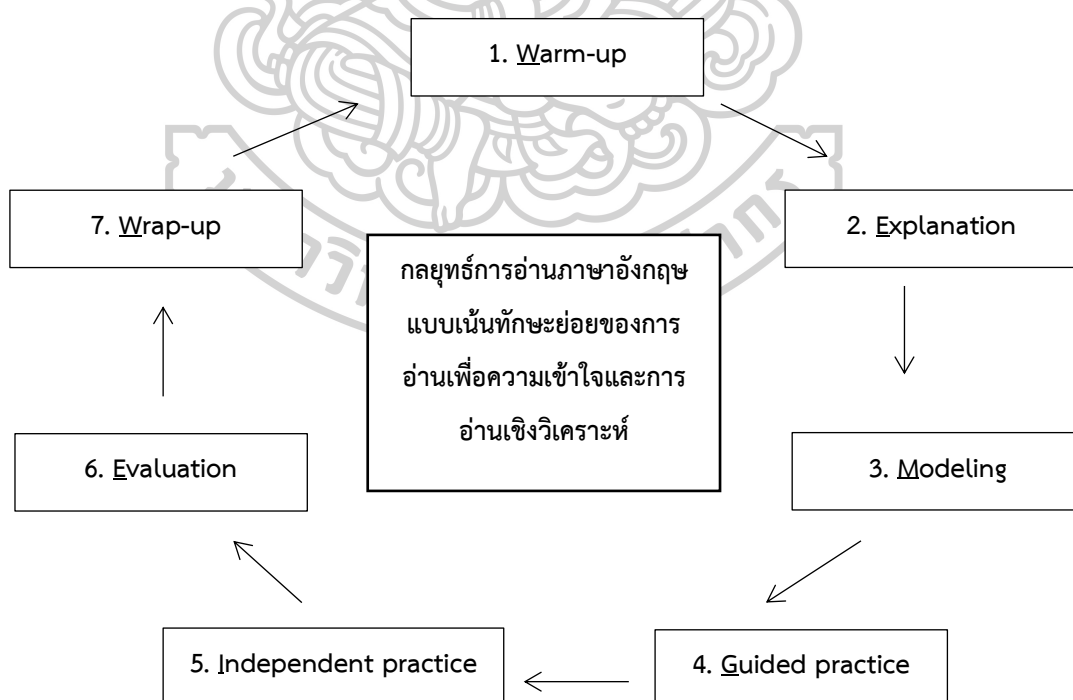 1. Warm-up
7. Wrap-up
2. Explanation
กลยุทธ์การอ่านภาษาอังกฤษ
แบบเน้นทักษะย่อยของการ
อ่านเพื่อความเข้าใจและการ
อ่านเชิงวิเคราะห์
6. Evaluation
3. Modeling
5. Independent practice
4. Guided practice